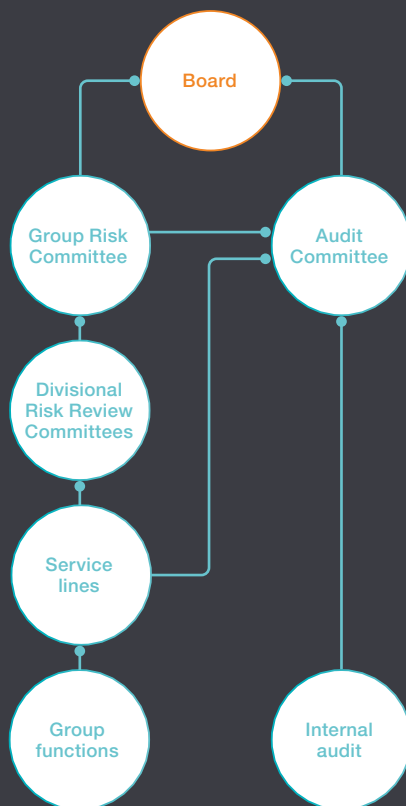 Board
Group Risk
Committee
Audit
Committee
Divisional
Risk Review
Committees
Service
lines
Group
functions
Internal
audit